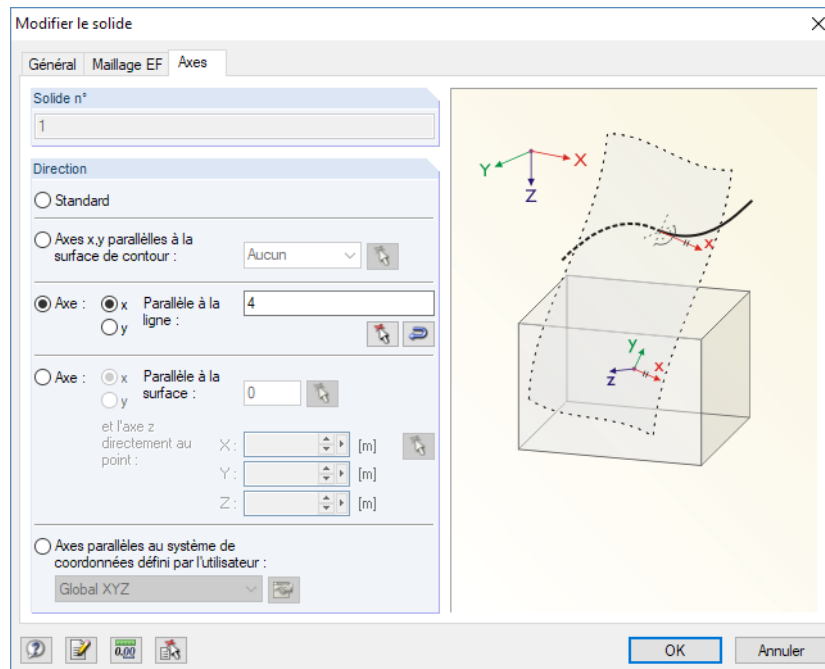 Modifier le solide
Général Maillage EF Axes
Solide n°
1
Direction
Standard
Axes x,y parallèles à la
surface de contour : Aucun
Axe : x Parallèle à la 4
y ligne :
Axe : x Parallèle à la
y surface : 0
et l'axe z
directement au
point :
X : [m]
Y : [m]
Z : [m]
Axes parallèles au système de
coordonnées défini par l'utilisateur :
Global XYZ
Y X
Z
x
y
z x
0.00
OK Annuler